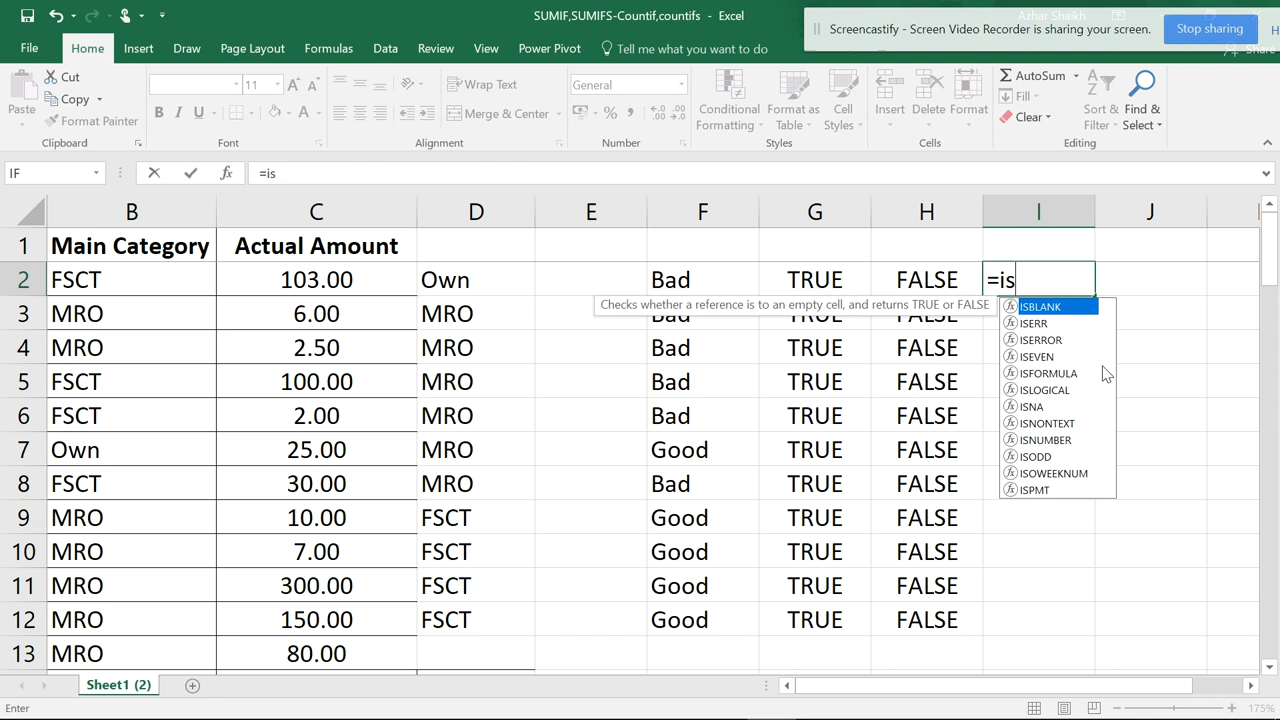 SUMIF,SUMIFS-Countif,countifs - Excel
Azhar Shaikh
Screencastify - Screen Video Recorder is sharing your screen.
Stop sharing
H
File Home Insert Draw Page Layout Formulas Data Review View Power Pivot Tell me what you want to do
Share
Paste
Cut
Copy
Format Painter
Clipboard
11 A A
B I U A
Font
Wrap Text
Merge & Center
Alignment
General
% ,
Number
Conditional Formatting
Format as Table
Cell Styles
Styles
Insert Delete Format
Cells
AutoSum
Fill
Clear
Sort & Filter
Find & Select
Editing
IF fx =is
B C D E F G H I J
1 Main Category Actual Amount
2 FSCT 103.00 Own Bad TRUE FALSE =is
Checks whether a reference is to an empty cell, and returns TRUE or FALSE
3 MRO 6.00 MRO Bad TRUE FALSE
4 MRO 2.50 MRO Bad TRUE FALSE
5 FSCT 100.00 MRO Bad TRUE FALSE
6 FSCT 2.00 MRO Bad TRUE FALSE
7 Own 25.00 MRO Good TRUE FALSE
8 FSCT 30.00 MRO Bad TRUE FALSE
9 MRO 10.00 FSCT Good TRUE FALSE
10 MRO 7.00 FSCT Good TRUE FALSE
11 MRO 300.00 FSCT Good TRUE FALSE
12 MRO 150.00 FSCT Good TRUE FALSE
13 MRO 80.00
ISBLANK
ISERR
ISERROR
ISEVEN
ISFORMULA
ISLOGICAL
ISNA
ISNONTEXT
ISNUMBER
ISODD
ISOWEEKNUM
ISPMT
Sheet1 (2)
Enter
175%